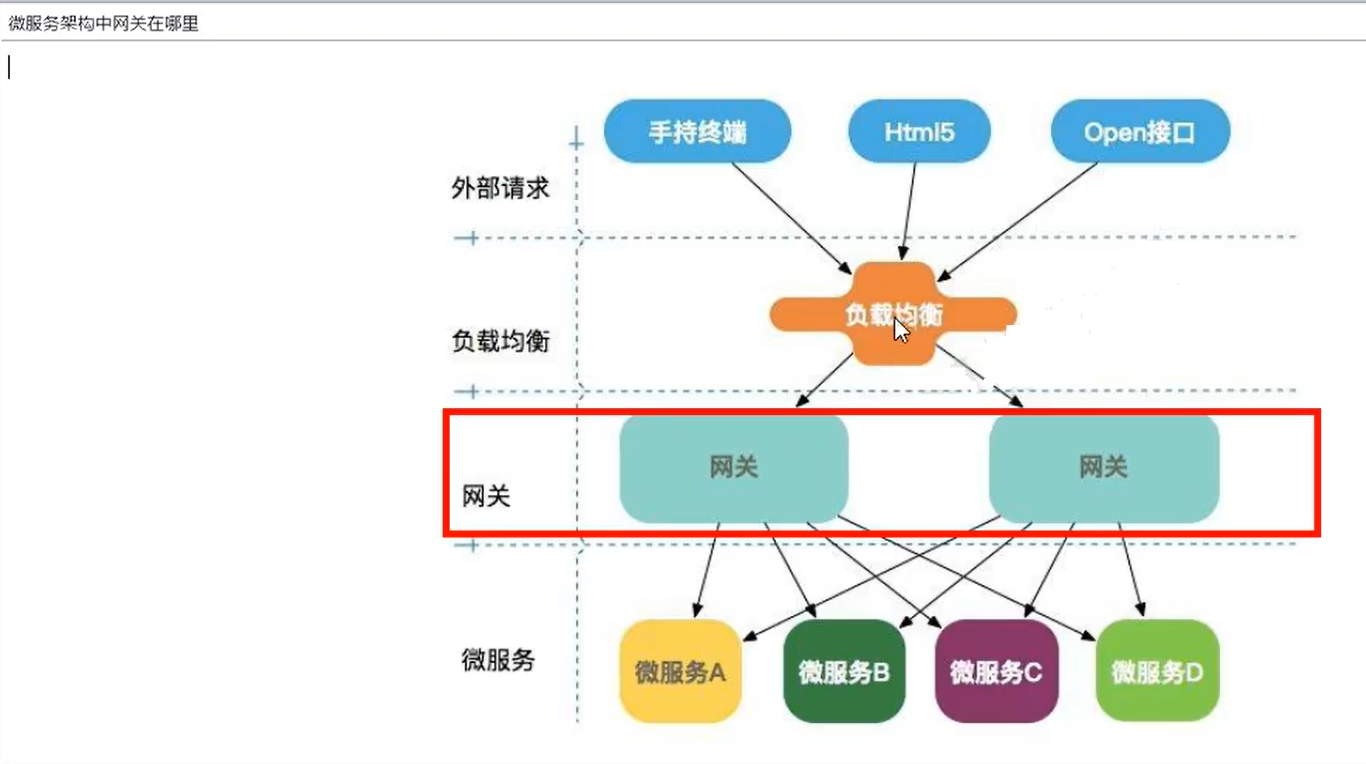 微服务架构中网关在哪里
手持终端
Html5
Open接口
外部请求
负载均衡
负载均衡
网关
网关
网关
微服务
微服务A
微服务B
微服务C
微服务D